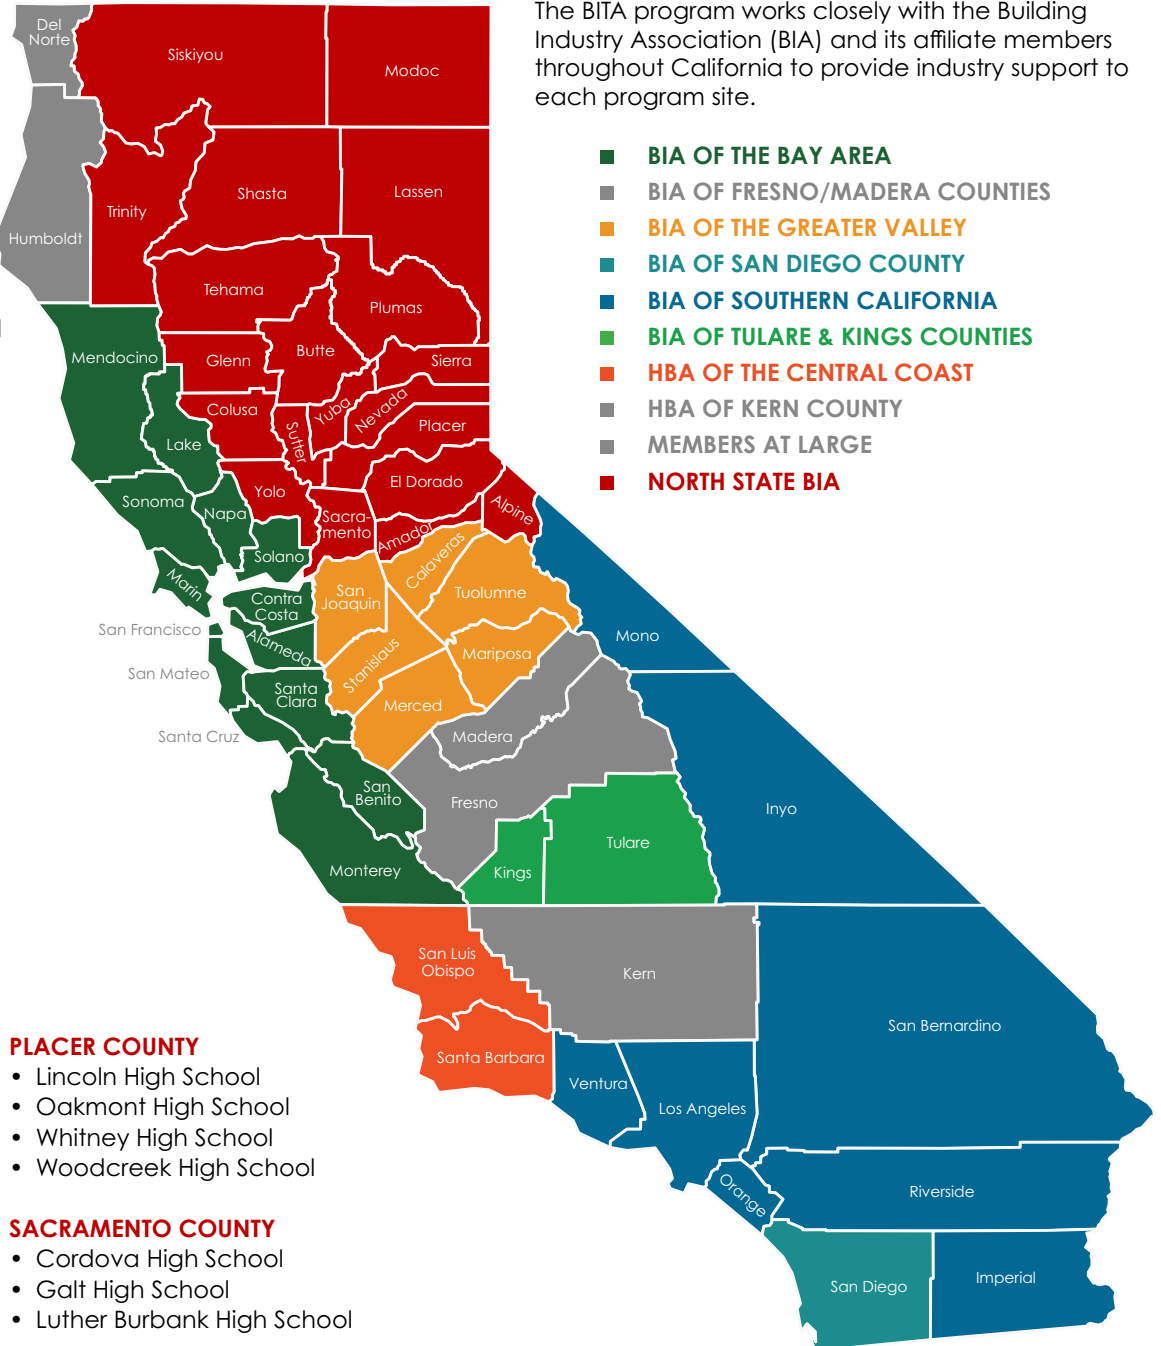 The BITA program works closely with the Building
Industry Association (BIA) and its affiliate members
throughout California to provide industry support to
each program site.
BIA OF THE BAY AREA
BIA OF FRESNO/MADERA COUNTIES
BIA OF THE GREATER VALLEY
BIA OF SAN DIEGO COUNTY
BIA OF SOUTHERN CALIFORNIA
BIA OF TULARE & KINGS COUNTIES
HBA OF THE CENTRAL COAST
HBA OF KERN COUNTY
MEMBERS AT LARGE
NORTH STATE BIA
Del
Norte
Siskiyou
Modoc
Humboldt
Trinity
Shasta
Lassen
Tehama
Plumas
Mendocino
Glenn
Butte
Sierra
Colusa
Sutter
Yuba
Nevada
Placer
Lake
El Dorado
Yolo
Sonoma
Napa
Sacra-
mento
Amador
Alpine
Solano
Marin
Contra
Costa
San
Joaquin
Calaveras
Tuolumne
San Francisco
Alameda
Mono
San Mateo
Santa
Clara
Stanislaus
Mariposa
Merced
Santa Cruz
Madera
San
Benito
Fresno
Inyo
Monterey
Kings
Tulare
San Luis
Obispo
Kern
San Bernardino
Santa Barbara
Ventura
Los Angeles
Orange
Riverside
San Diego
Imperial
PLACER COUNTY
• Lincoln High School
• Oakmont High School
• Whitney High School
• Woodcreek High School
SACRAMENTO COUNTY
• Cordova High School
• Galt High School
• Luther Burbank High School